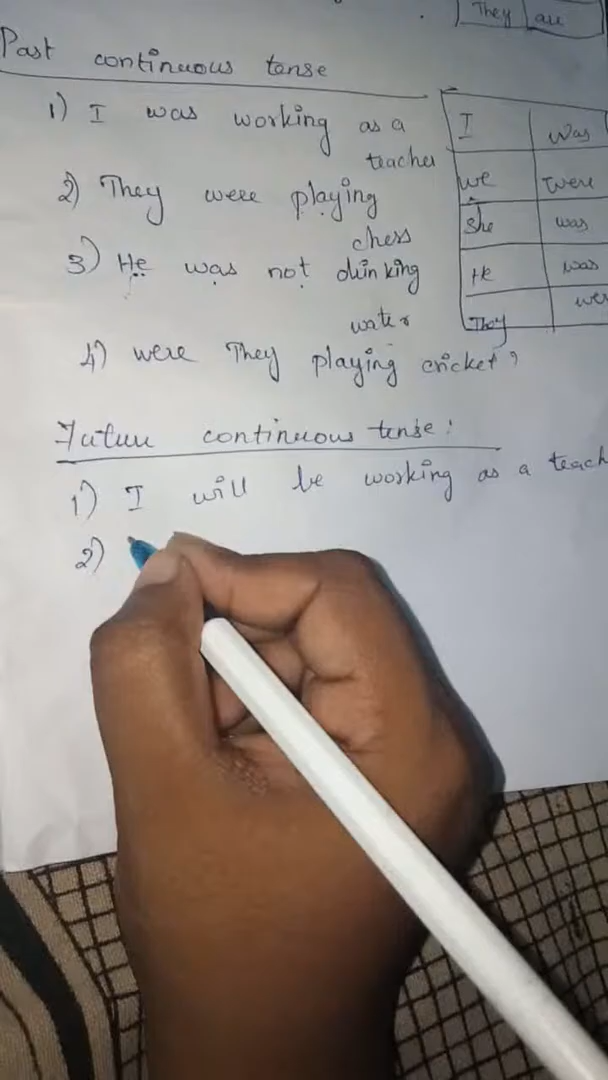 They are
Past continuous tense
1) I was working as a
teacher
2) They were playing
chess
3) He was not drinking
water
4) were They playing cricket?
I was
we were
she was
He was
They wer
Future continuous tense:
1) I will be working as a teach
2)